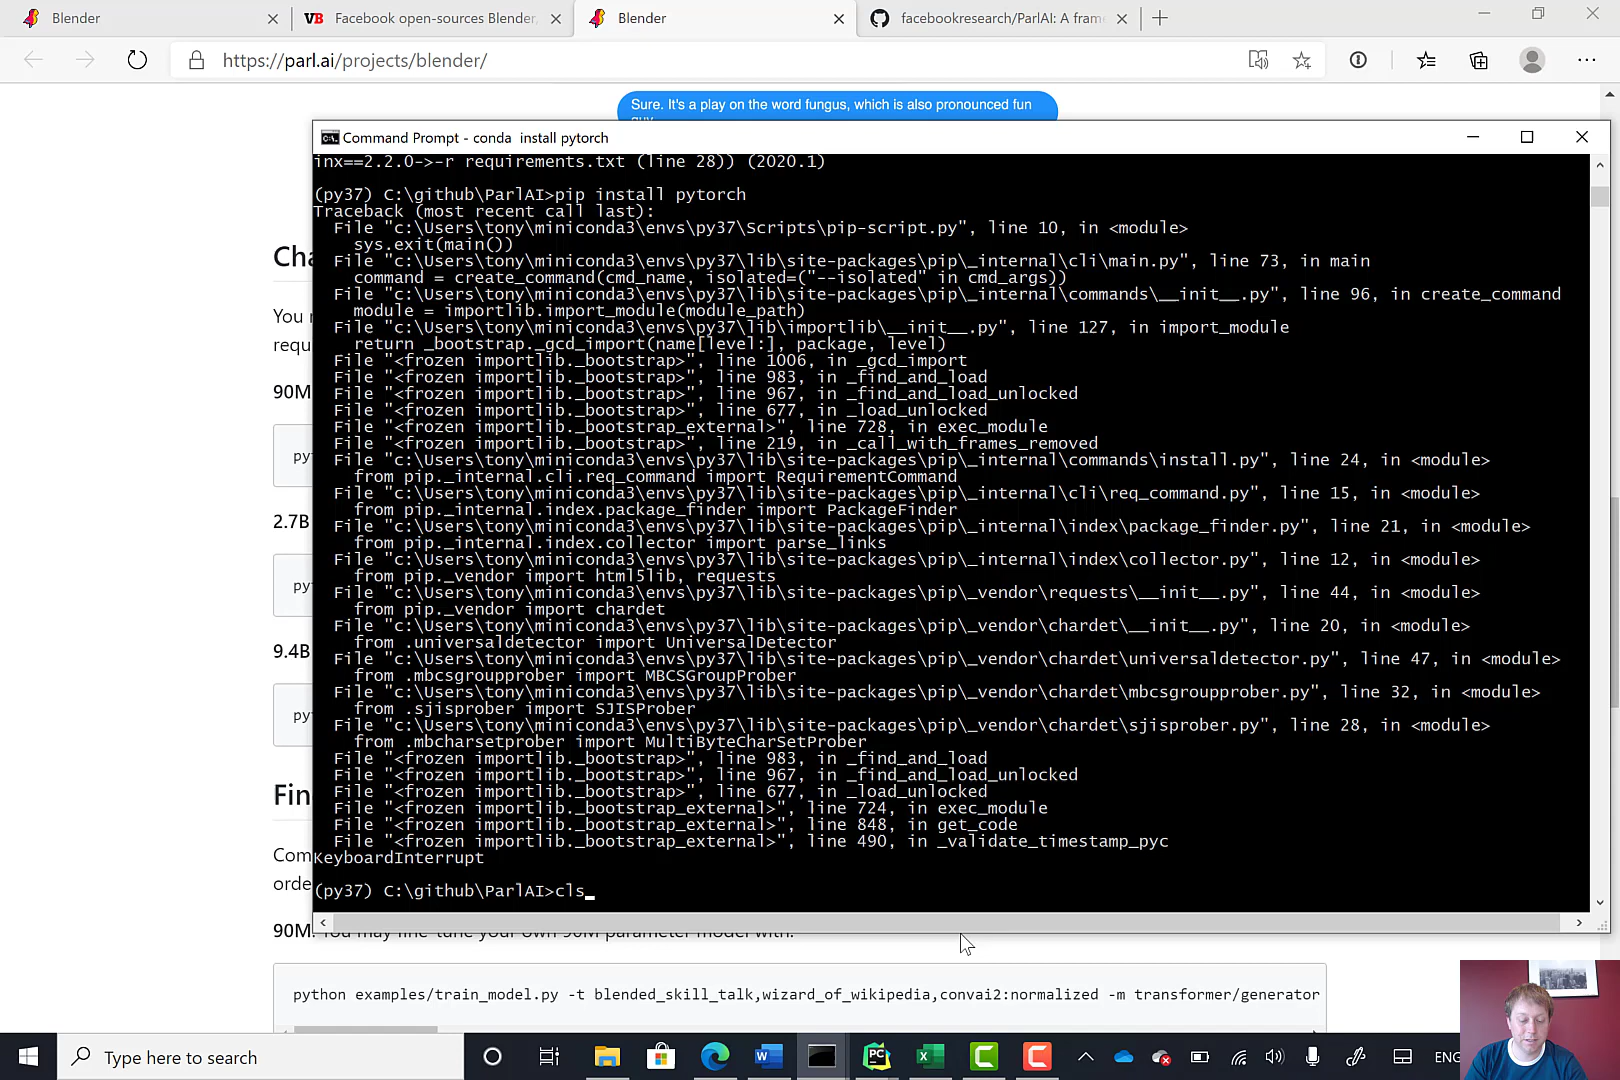 Blender
VB Facebook open-sources Blender,
Blender
facebookresearch/ParlAI: A fram
https://parl.ai/projects/blender/
Sure. It's a play on the word fungus, which is also pronounced fun
Command Prompt - conda  install pytorch
inx==2.2.0->-r requirements.txt (line 28)) (2020.1)
(py37) C:\github\ParlAI>pip install pytorch
Traceback (most recent call last):
File "c:\Users\tony\miniconda3\envs\py37\Scripts\pip-script.py", line 10, in <module>
sys.exit(main())
File "c:\Users\tony\miniconda3\envs\py37\lib\site-packages\pip\_internal\cli\main.py", line 73, in main
command = create_command(cmd_name, isolated=("--isolated" in cmd_args))
File "c:\Users\tony\miniconda3\envs\py37\lib\site-packages\pip\_internal\commands\__init__.py", line 96, in create_command
module = importlib.import_module(module_path)
File "c:\Users\tony\miniconda3\envs\py37\lib\importlib\__init__.py", line 127, in import_module
return _bootstrap._gcd_import(name[level:], package, level)
File "<frozen importlib._bootstrap>", line 1006, in _gcd_import
File "<frozen importlib._bootstrap>", line 983, in _find_and_load
File "<frozen importlib._bootstrap>", line 967, in _find_and_load_unlocked
File "<frozen importlib._bootstrap>", line 677, in _load_unlocked
File "<frozen importlib._bootstrap_external>", line 728, in exec_module
File "<frozen importlib._bootstrap>", line 219, in _call_with_frames_removed
File "c:\Users\tony\miniconda3\envs\py37\lib\site-packages\pip\_internal\commands\install.py", line 24, in <module>
from pip._internal.cli.req_command import RequirementCommand
File "c:\Users\tony\miniconda3\envs\py37\lib\site-packages\pip\_internal\cli\req_command.py", line 15, in <module>
from pip._internal.index.package_finder import PackageFinder
File "c:\Users\tony\miniconda3\envs\py37\lib\site-packages\pip\_internal\index\package_finder.py", line 21, in <module>
from pip._internal.index.collector import parse_links
File "c:\Users\tony\miniconda3\envs\py37\lib\site-packages\pip\_internal\index\collector.py", line 12, in <module>
from pip._vendor import html5lib, requests
File "c:\Users\tony\miniconda3\envs\py37\lib\site-packages\pip\_vendor\requests\__init__.py", line 44, in <module>
from pip._vendor import chardet
File "c:\Users\tony\miniconda3\envs\py37\lib\site-packages\pip\_vendor\chardet\__init__.py", line 20, in <module>
from .universaldetector import UniversalDetector
File "c:\Users\tony\miniconda3\envs\py37\lib\site-packages\pip\_vendor\chardet\universaldetector.py", line 47, in <module>
from .mbcsgroupprober import MBCSGroupProber
File "c:\Users\tony\miniconda3\envs\py37\lib\site-packages\pip\_vendor\chardet\mbcsgroupprober.py", line 32, in <module>
from .sjisprober import SJISProber
File "c:\Users\tony\miniconda3\envs\py37\lib\site-packages\pip\_vendor\chardet\sjisprober.py", line 28, in <module>
from .mbcharsetprober import MultiByteCharSetProber
File "<frozen importlib._bootstrap>", line 983, in _find_and_load
File "<frozen importlib._bootstrap>", line 967, in _find_and_load_unlocked
File "<frozen importlib._bootstrap>", line 677, in _load_unlocked
File "<frozen importlib._bootstrap_external>", line 724, in exec_module
File "<frozen importlib._bootstrap_external>", line 848, in get_code
File "<frozen importlib._bootstrap_external>", line 490, in _validate_timestamp_pyc
KeyboardInterrupt
(py37) C:\github\ParlAI>cls_
Cha
You
requ
90M
py
2.7B
py
9.4B
py
Fin
Com
orde
90M: You may fine-tune your own 90M parameter model with:
python examples/train_model.py -t blended_skill_talk,wizard_of_wikipedia,convai2:normalized -m transformer/generator
Type here to search
ENG